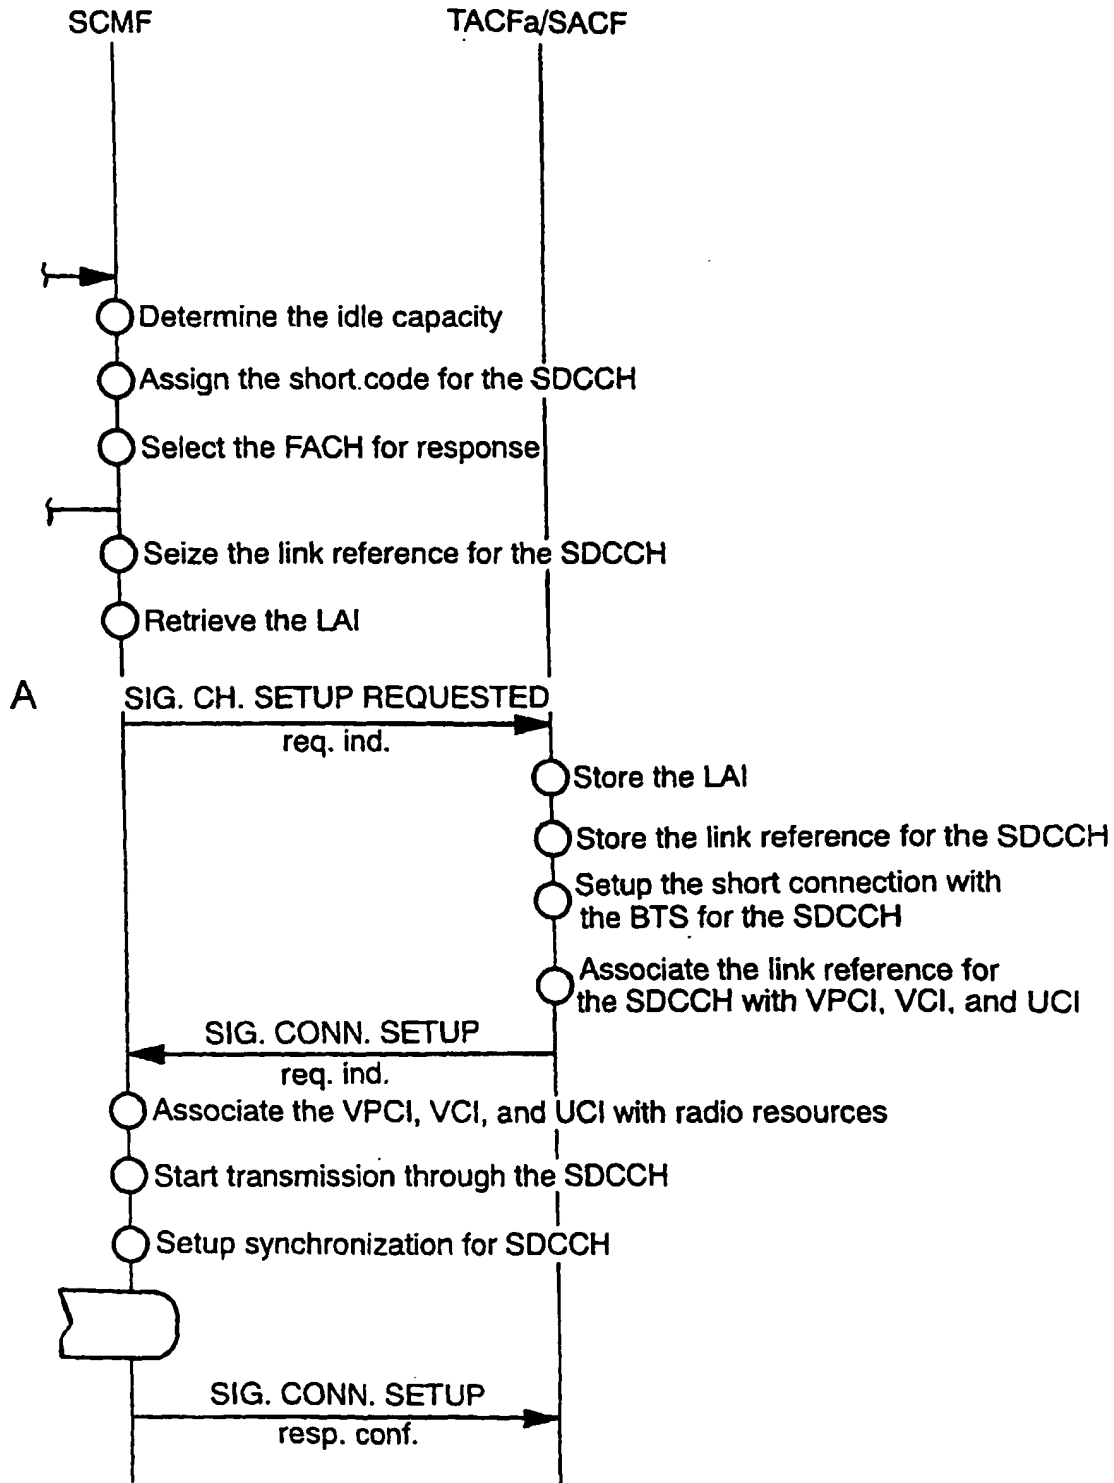 SCMF
TACFa/SACF
Determine the idle capacity
Assign the short.code for the SDCCH
Select the FACH for response
Seize the link reference for the SDCCH
Retrieve the LAI
A
SIG. CH. SETUP REQUESTED
req. ind.
Store the LAI
Store the link reference for the SDCCH
Setup the short connection with
the BTS for the SDCCH
Associate the link reference for
the SDCCH with VPCI, VCI, and UCI
SIG. CONN. SETUP
req. ind.
Associate the VPCI, VCI, and UCI with radio resources
Start transmission through the SDCCH
Setup synchronization for SDCCH
SIG. CONN. SETUP
resp. conf.